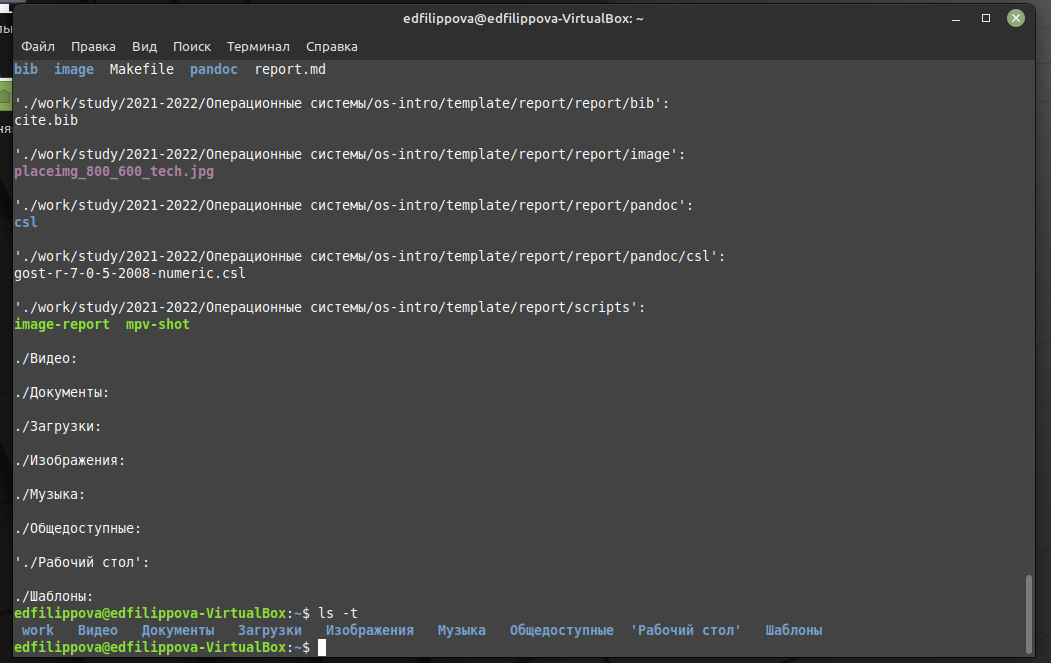 edfilippova@edfilippova-VirtualBox: ~
Файл Правка Вид Поиск Терминал Справка
bib image Makefile pandoc report.md
'./work/study/2021-2022/Операционные системы/os-intro/template/report/report/bib':
cite.bib
'./work/study/2021-2022/Операционные системы/os-intro/template/report/report/image':
placeimg_800_600_tech.jpg
'./work/study/2021-2022/Операционные системы/os-intro/template/report/report/pandoc':
csl
'./work/study/2021-2022/Операционные системы/os-intro/template/report/report/pandoc/csl':
gost-r-7-0-5-2008-numeric.csl
'./work/study/2021-2022/Операционные системы/os-intro/template/report/scripts':
image-report mpv-shot
./Видео:
./Документы:
./Загрузки:
./Изображения:
./Музыка:
./Общедоступные:
'./Рабочий стол':
./Шаблоны:
edfilippova@edfilippova-VirtualBox:~$ ls -t
work Видео Документы Загрузки Изображения Музыка Общедоступные 'Рабочий стол' Шаблоны
edfilippova@edfilippova-VirtualBox:~$